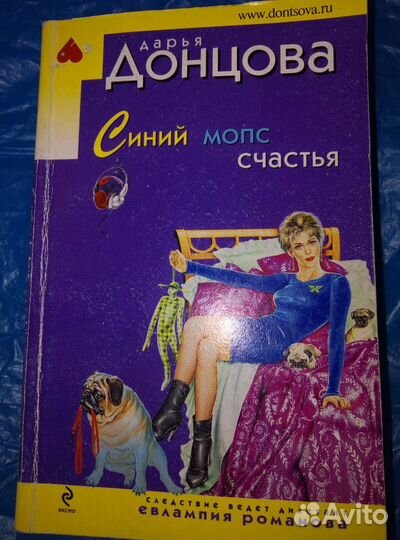 www.dontsova.ru
Дарья
Донцова
Синий мопс
счастья
эксмо
следствие ведет
евлампия романова
Avito